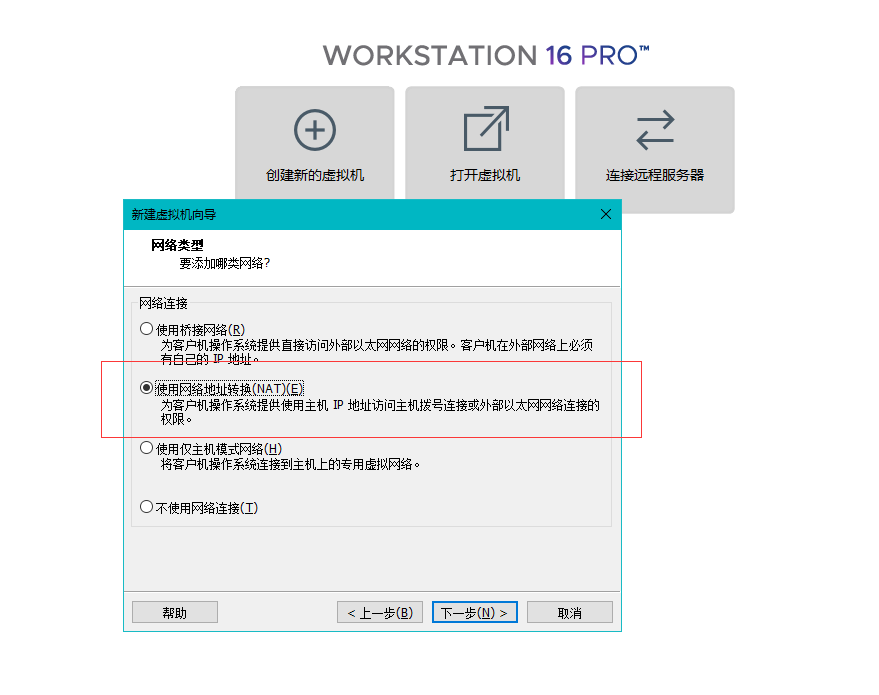 WORKSTATION 16 PRO™
创建新的虚拟机
打开虚拟机
连接远程服务器
新建虚拟机向导
网络类型
要添加哪类网络?
网络连接
使用桥接网络(R)
为客户机操作系统提供直接访问外部以太网网络的权限。客户机在外部网络上必须
有自己的 IP 地址。
使用网络地址转换(NAT)(E)
为客户机操作系统提供使用主机 IP 地址访问主机拨号连接或外部以太网网络连接的
权限。
使用仅主机模式网络(H)
将客户机操作系统连接到主机上的专用虚拟网络。
不使用网络连接(T)
帮助
< 上一步(B)
下一步(N) >
取消